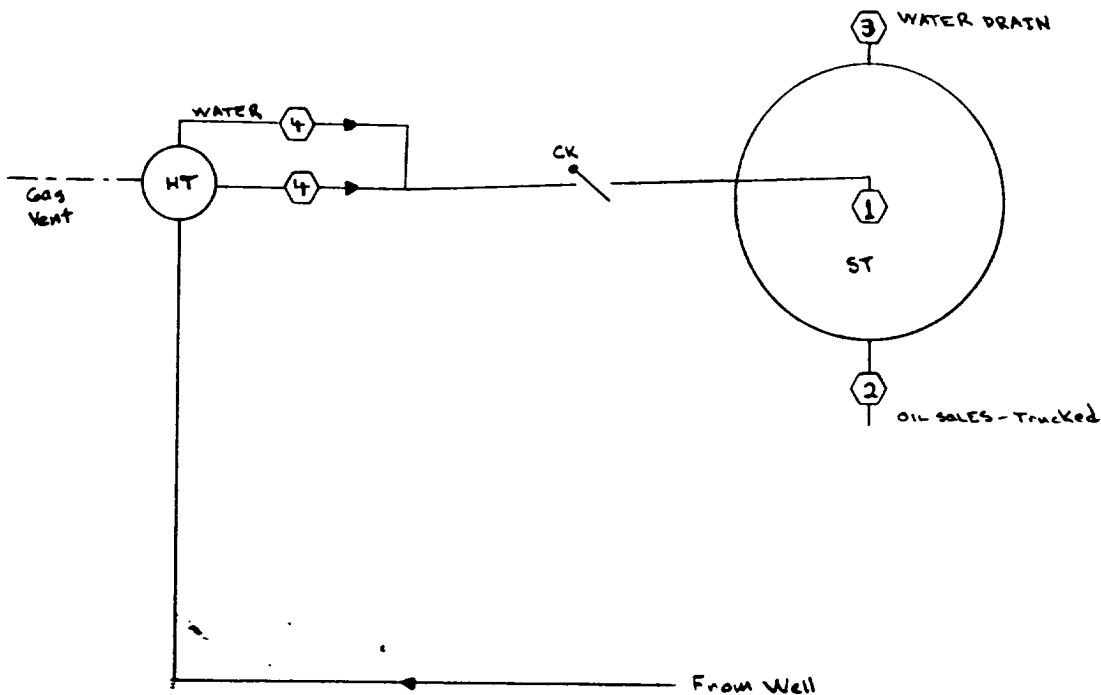 3 WATER DRAIN
WATER
4
CK
HT
4
Gas
Vent
1
ST
2
OIL SALES - Trucked
From Well